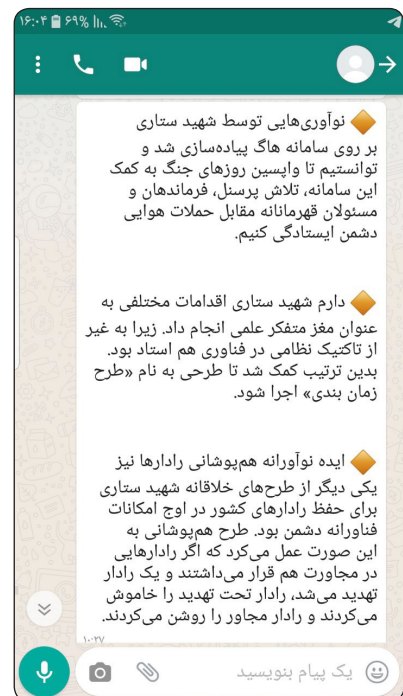 ۱۶:۰۴ ۶۹%
نوآوری‌هایی توسط شهید ستاری
بر روی سامانه هاگ پیاده‌سازی شد و
توانستیم تا واپسین روزهای جنگ به کمک
این سامانه، تلاش پرسنل، فرماندهان و
مسئولان قهرمانانه مقابل حملات هوایی
دشمن ایستادگی کنیم.
دارم شهید ستاری اقدامات مختلفی به
عنوان مغز متفکر علمی انجام داد. زیرا به غیر
از تاکتیک نظامی در فناوری هم استاد بود.
بدین ترتیب کمک شد تا طرحی به نام «طرح
زمان بندی» اجرا شود.
ایده نوآورانه هم‌پوشانی رادارها نیز
یکی دیگر از طرح‌های خلاقانه شهید ستاری
برای حفظ رادارهای کشور در اوج امکانات
فناورانه دشمن بود. طرح هم‌پوشانی به
این صورت عمل می‌کرد که اگر رادارهایی
در مجاورت هم قرار می‌داشتند و یک رادار
تهدید می‌شد، رادار تحت تهدید را خاموش
می‌کردند و رادار مجاور را روشن می‌کردند.
۱۰:۲۷
یک پیام بنویسید